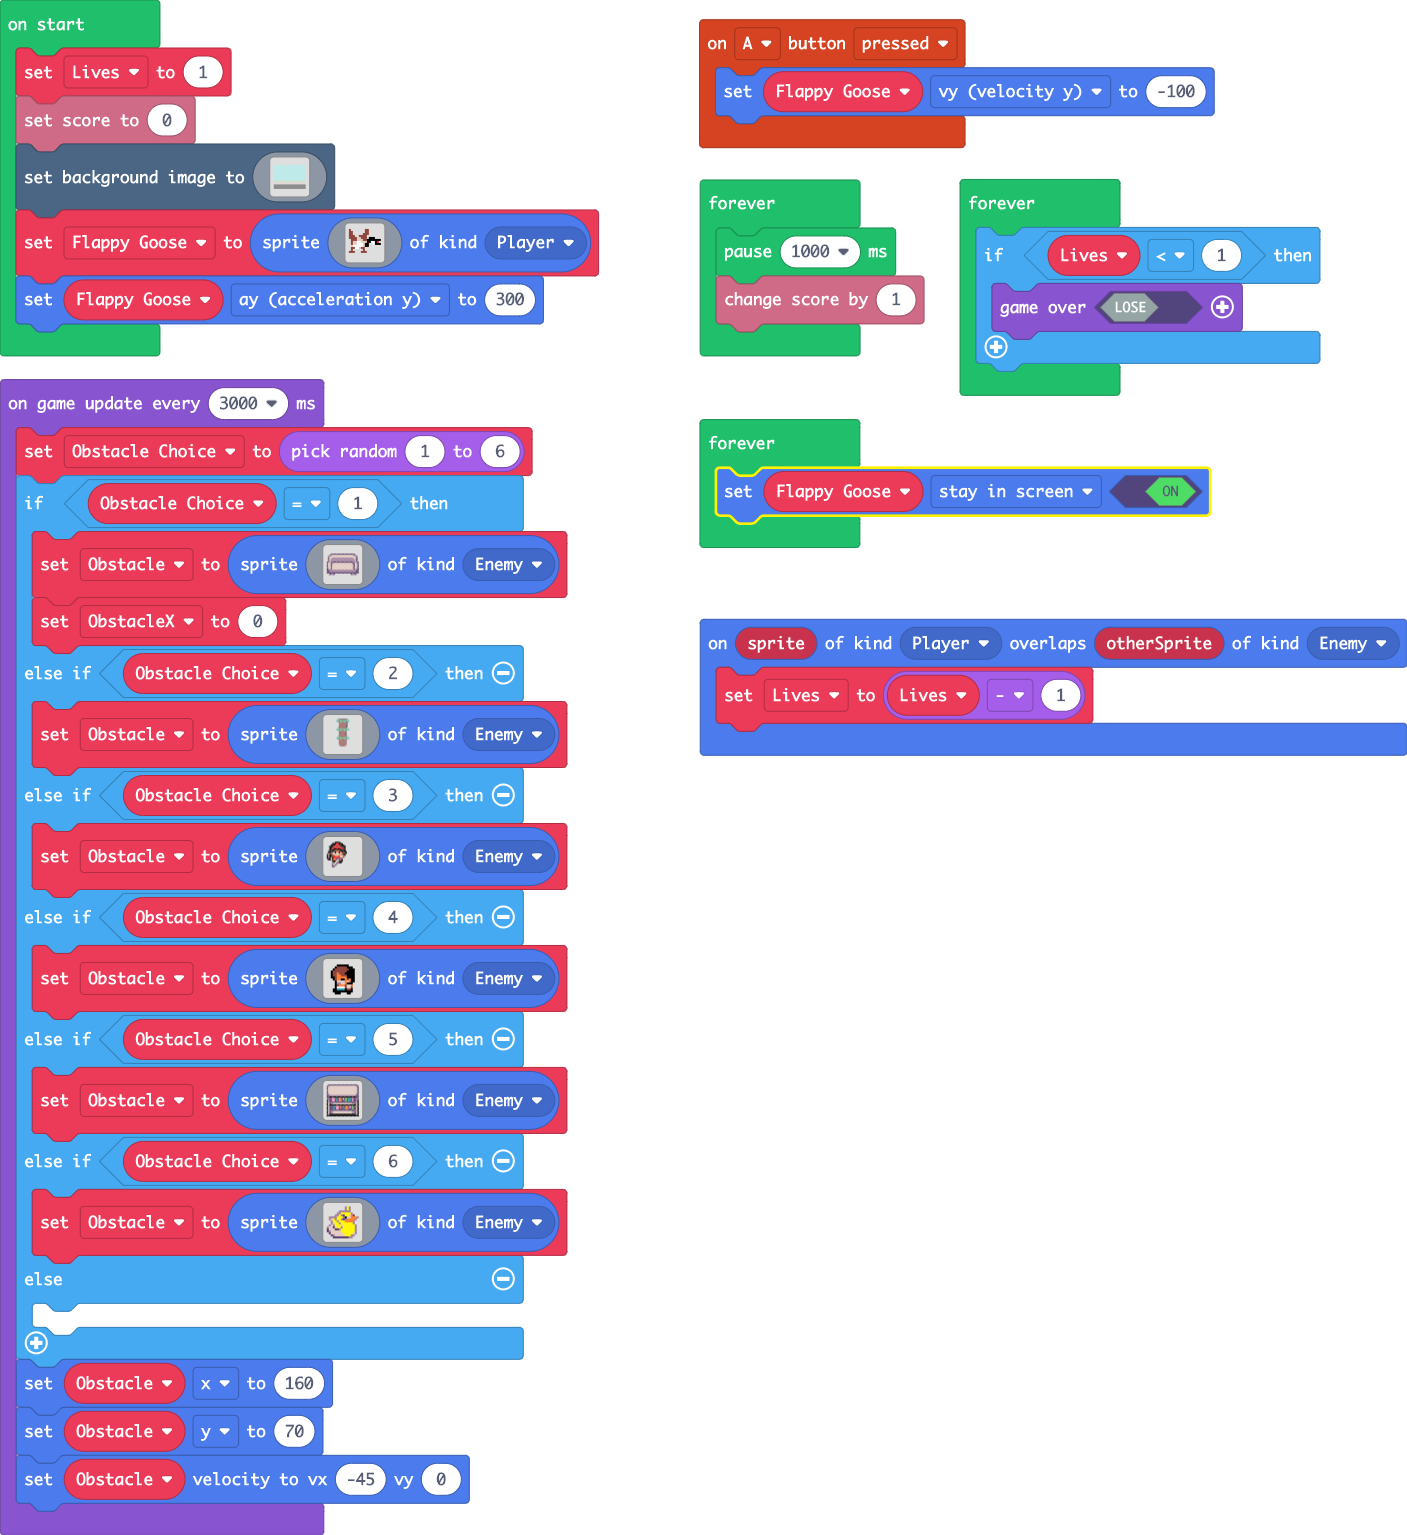 on start
set Lives to 1
set score to 0
set background image to
set Flappy Goose to sprite of kind Player
set Flappy Goose ay (acceleration y) to 300
on game update every 3000 ms
set Obstacle Choice to pick random 1 to 6
if Obstacle Choice = 1 then
set Obstacle to sprite of kind Enemy
set ObstacleX to 0
else if Obstacle Choice = 2 then
set Obstacle to sprite of kind Enemy
else if Obstacle Choice = 3 then
set Obstacle to sprite of kind Enemy
else if Obstacle Choice = 4 then
set Obstacle to sprite of kind Enemy
else if Obstacle Choice = 5 then
set Obstacle to sprite of kind Enemy
else if Obstacle Choice = 6 then
set Obstacle to sprite of kind Enemy
else
set Obstacle x to 160
set Obstacle y to 70
set Obstacle velocity to vx -45 vy 0
on A button pressed
set Flappy Goose vy (velocity y) to -100
forever
pause 1000 ms
change score by 1
forever
if Lives < 1 then
game over LOSE
forever
set Flappy Goose stay in screen ON
on sprite of kind Player overlaps otherSprite of kind Enemy
set Lives to Lives - 1